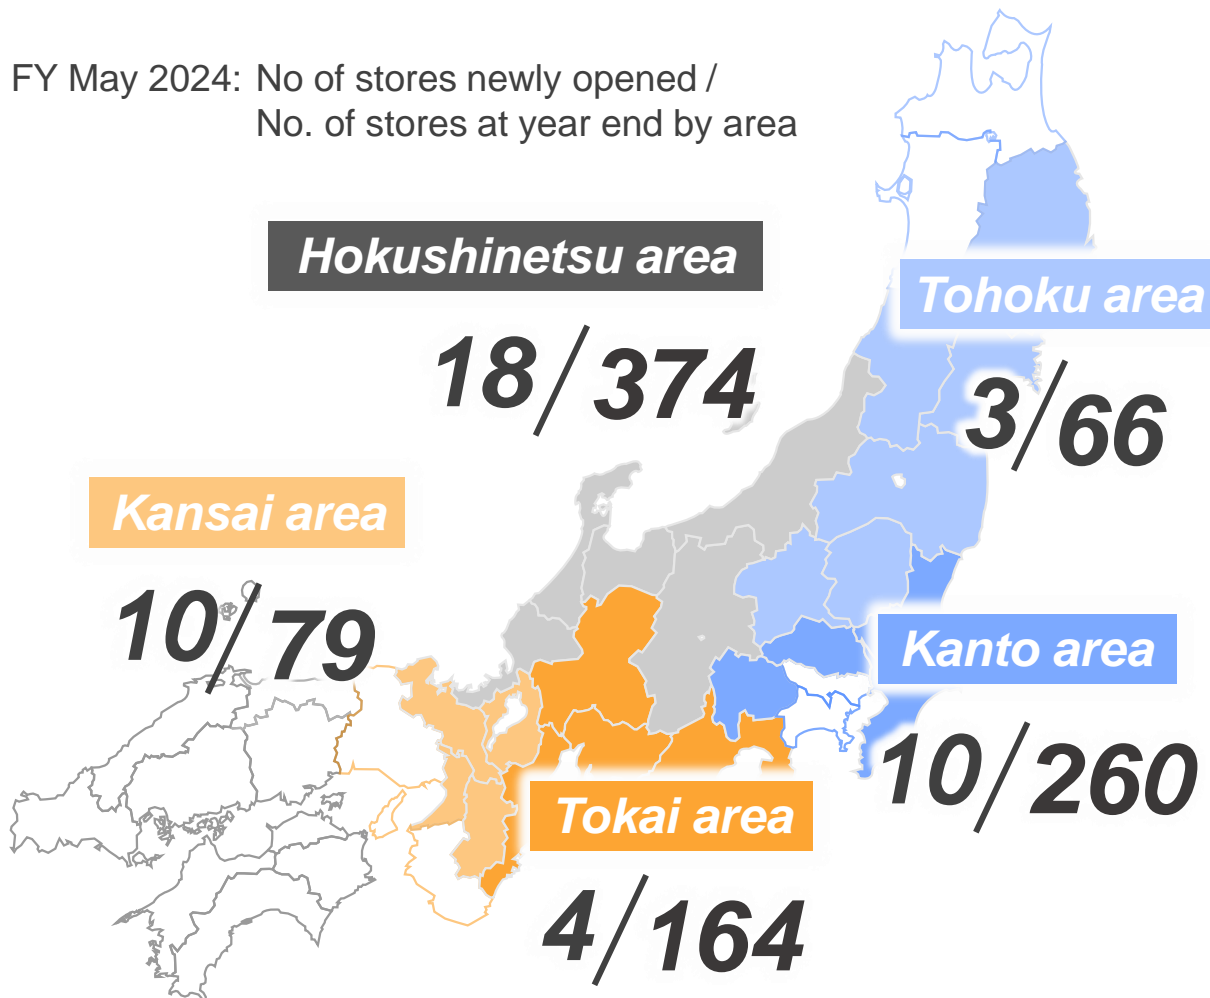 FY May 2024: No of stores newly opened /
No. of stores at year end by area
Hokushinetsu area
18/374
Tohoku area
3/66
Kansai area
10/79
Kanto area
10/260
Tokai area
4/164